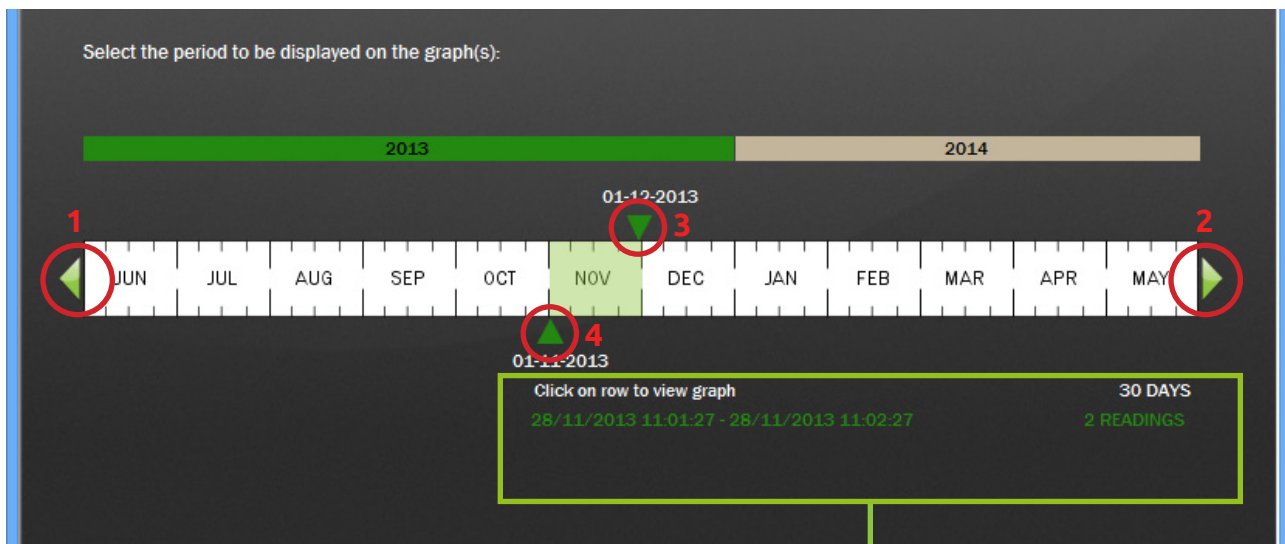 Select the period to be displayed on the graph(s):
2013 2014
01-12-2013
1 3 2
JUN JUL AUG SEP OCT NOV DEC JAN FEB MAR APR MAY
4
01-11-2013
Click on row to view graph 30 DAYS
28/11/2013 11:01:27 - 28/11/2013 11:02:27 2 READINGS